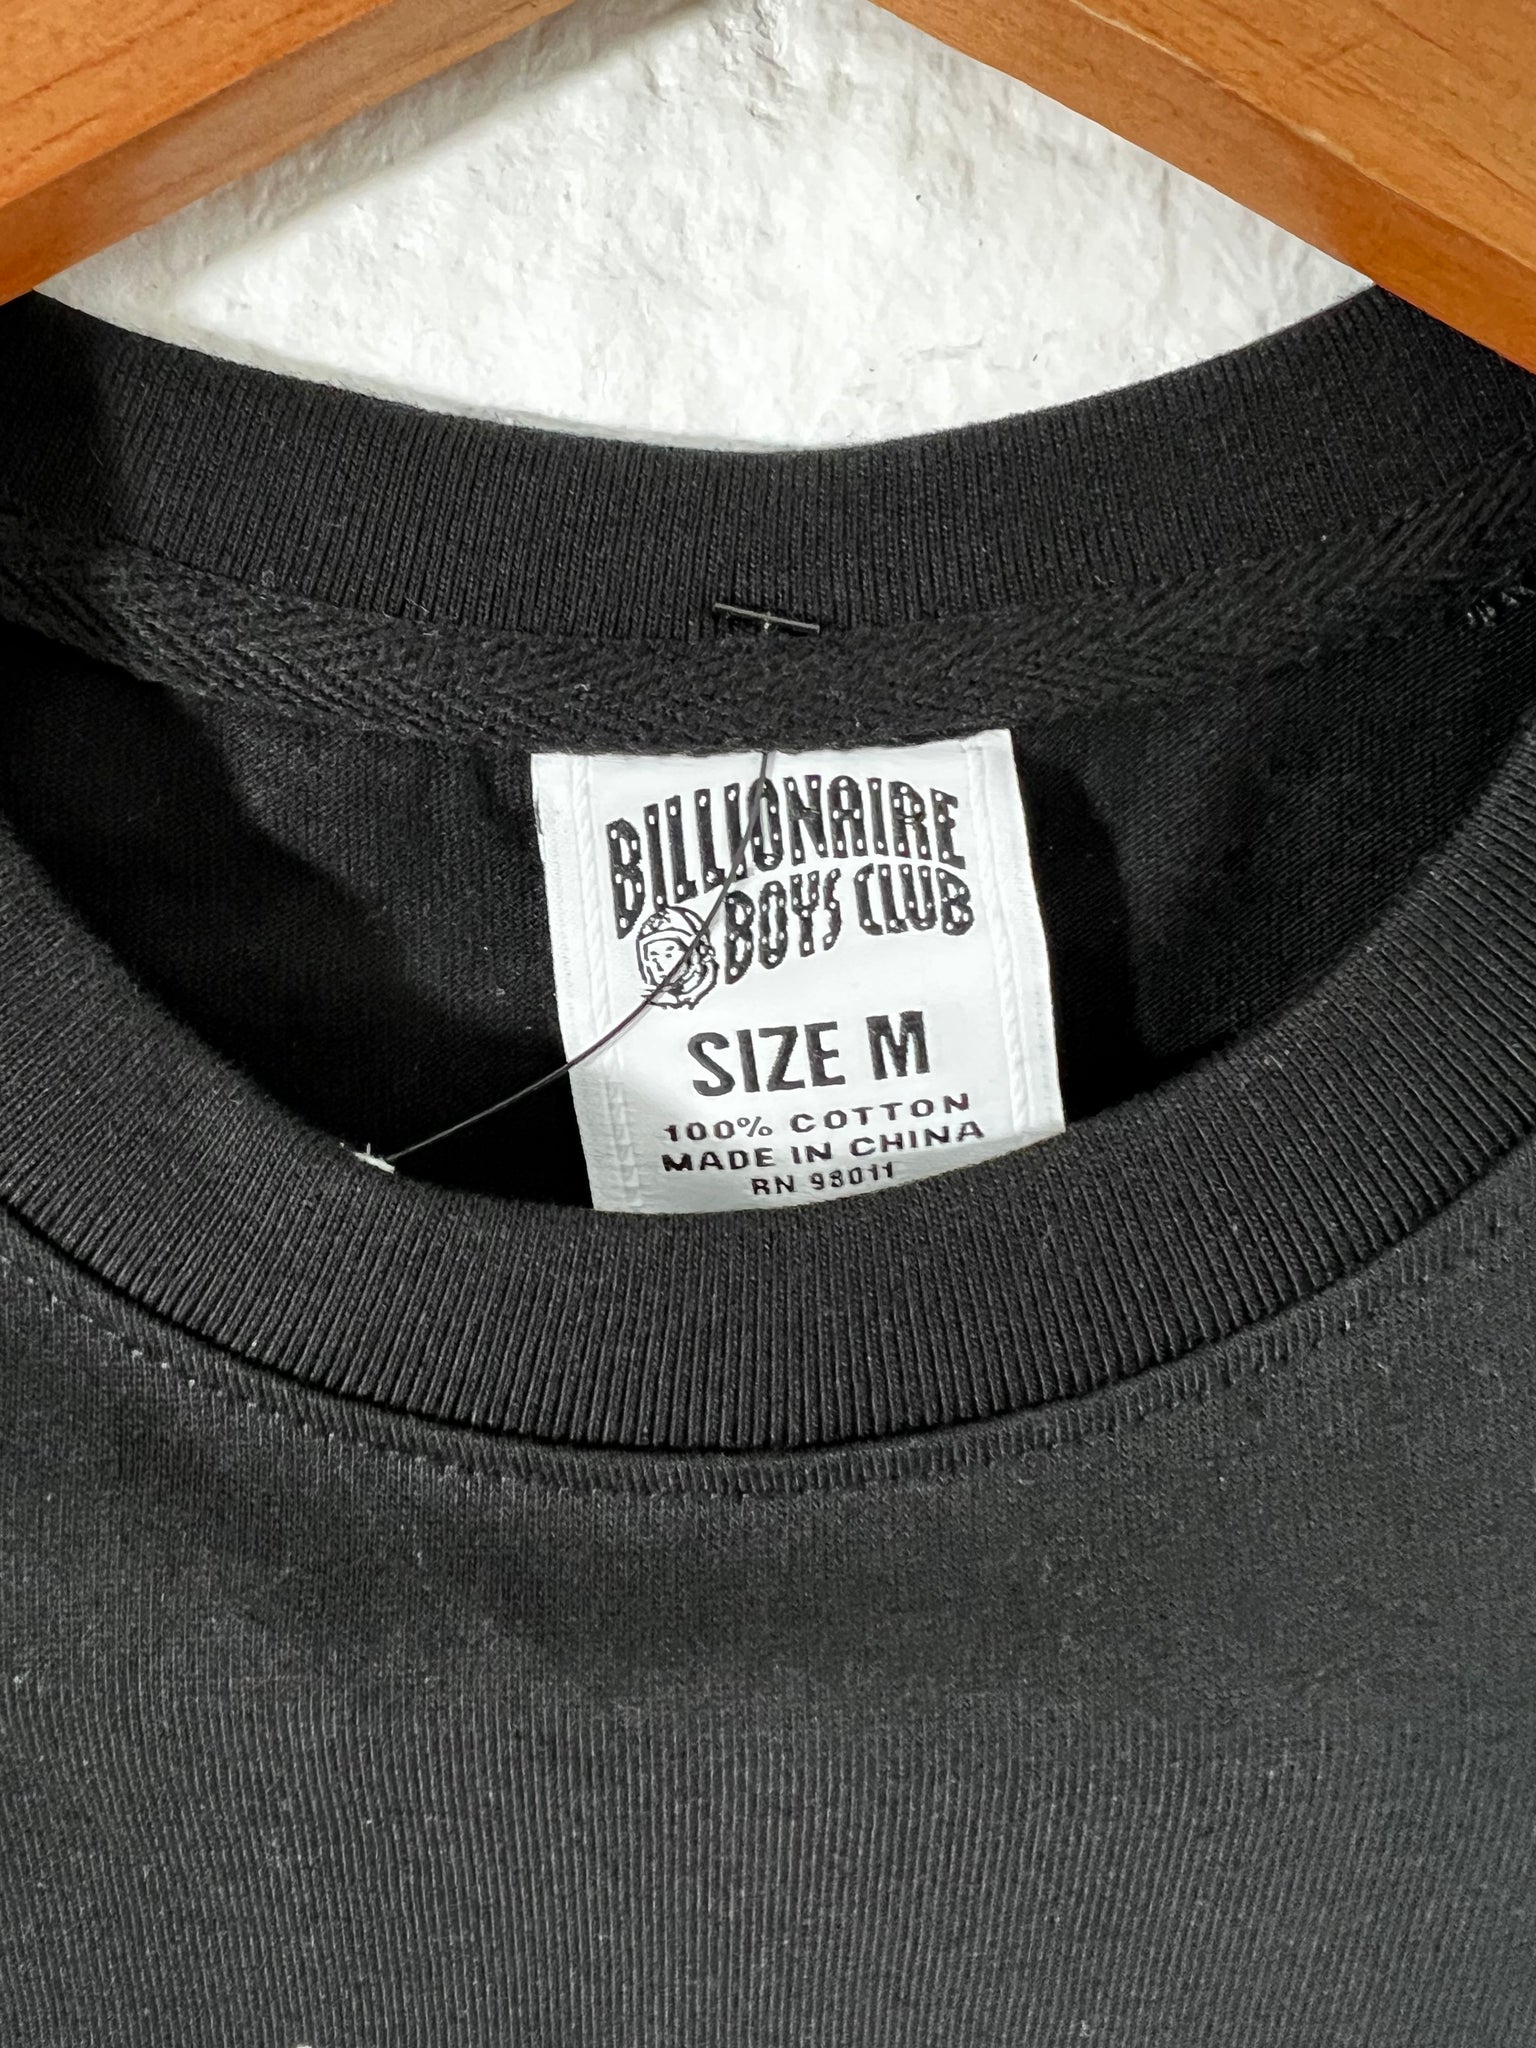 BILLIONAIRE
BOYS CLUB
SIZE M
100% COTTON
MADE IN CHINA
RN 98011